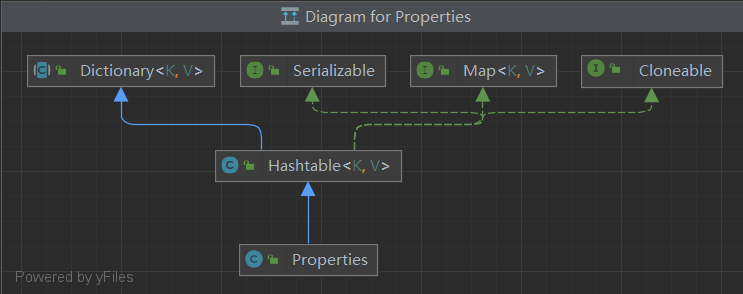 Diagram for Properties
C Dictionary<K, V>
I Serializable
I Map<K, V>
I Cloneable
C Hashtable<K, V>
C Properties
Powered by yFiles